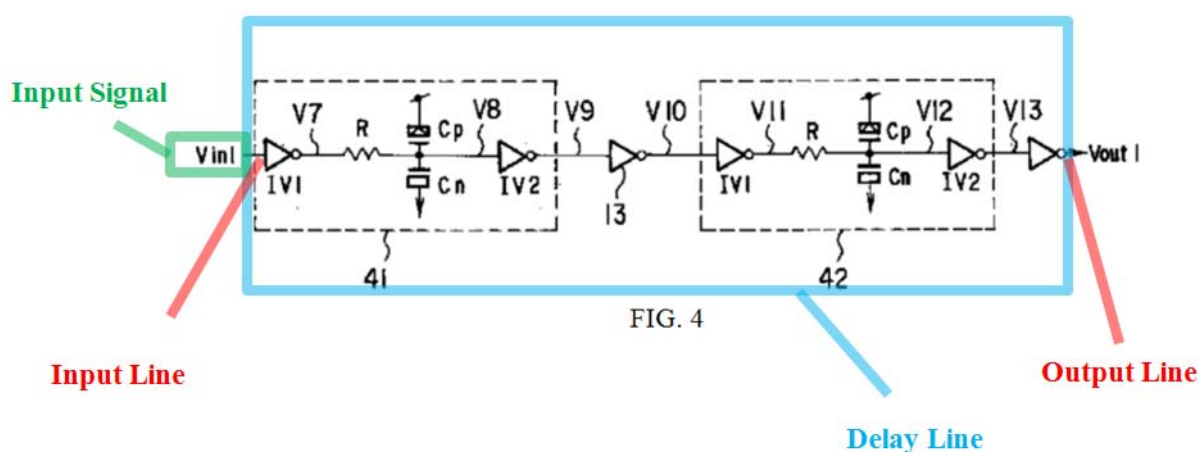 Input Signal
Vin1
V7
R
Cp
V8
V9
V10
V11
R
Cp
V12
V13
Vout 1
IV1
Cn
IV2
13
IV1
Cn
IV2
41
42
FIG. 4
Input Line
Output Line
Delay Line